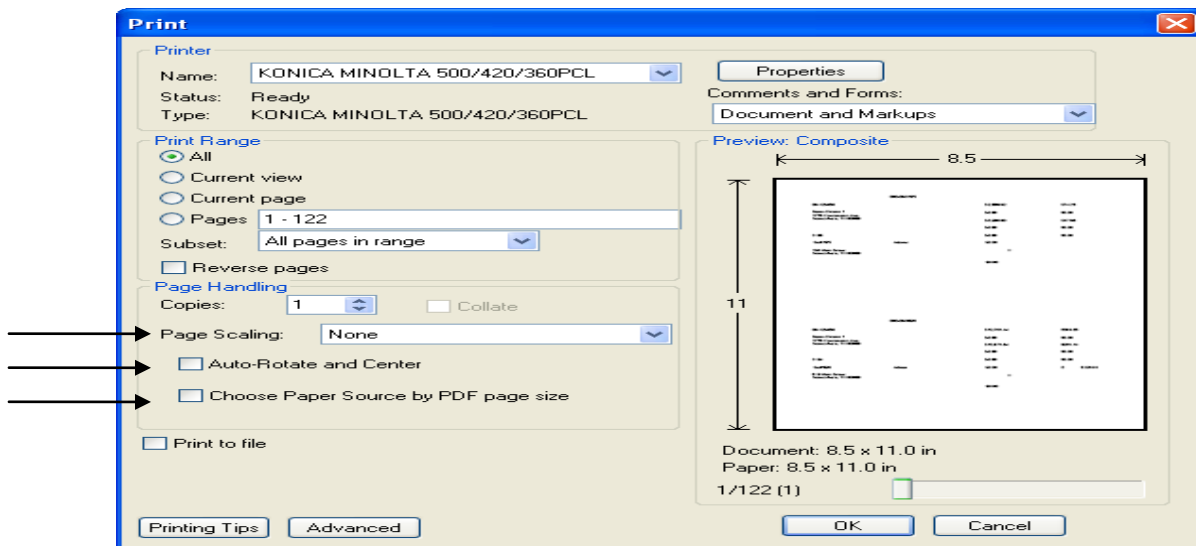 Print
Printer
Name: KONICA MINOLTA 500/420/360PCL
Properties
Status: Ready
Comments and Forms:
Type: KONICA MINOLTA 500/420/360PCL
Document and Markups
Print Range
All
Current view
Current page
Pages 1 - 122
Subset: All pages in range
Reverse pages
Page Handling
Copies: 1 Collate
Page Scaling: None
Auto-Rotate and Center
Choose Paper Source by PDF page size
Print to file
Preview: Composite
8.5
11
Document: 8.5 x 11.0 in
Paper: 8.5 x 11.0 in
1/122 (1)
Printing Tips Advanced OK Cancel